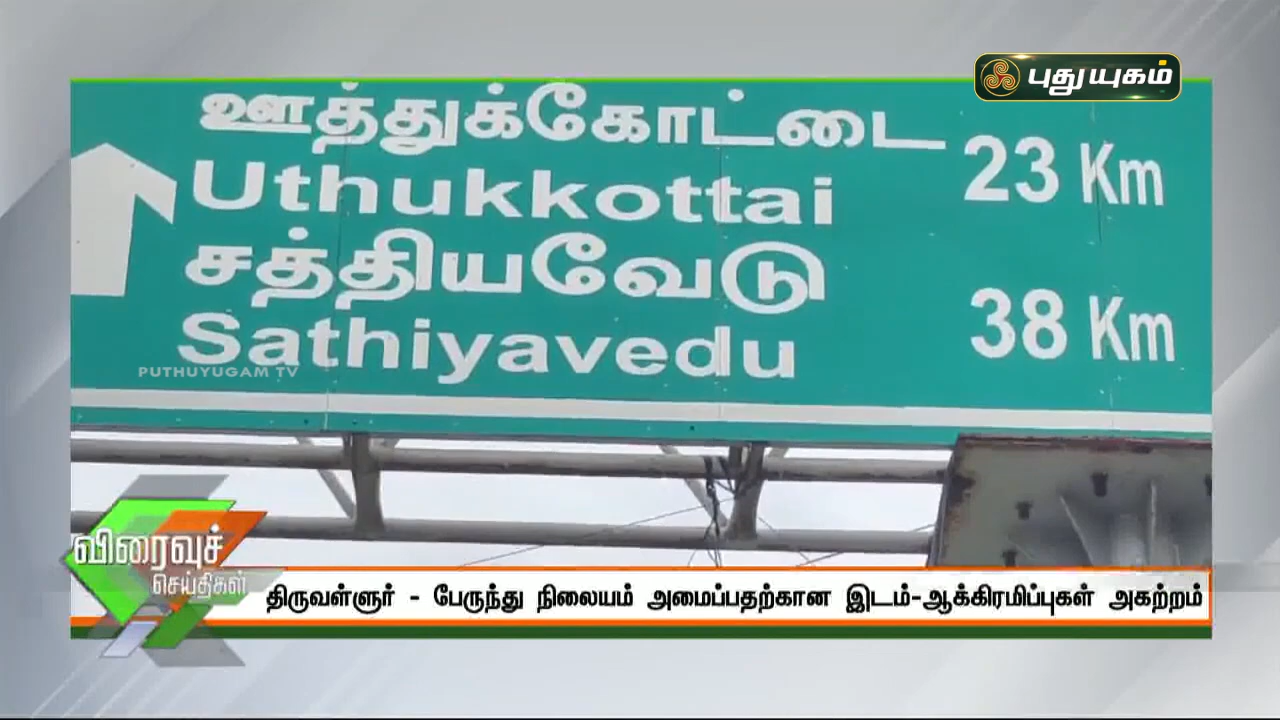 புதுயுகம்
ஊத்துக்கோட்டை
Uthukkottai 23 Km
சத்தியவேடு
Sathiyavedu 38 Km
PUTHUYUGAM TV
விரைவுச்
செய்திகள்
திருவள்ளுர் - பேருந்து நிலையம் அமைப்பதற்கான இடம்-ஆக்கிரமிப்புகள் அகற்றம்